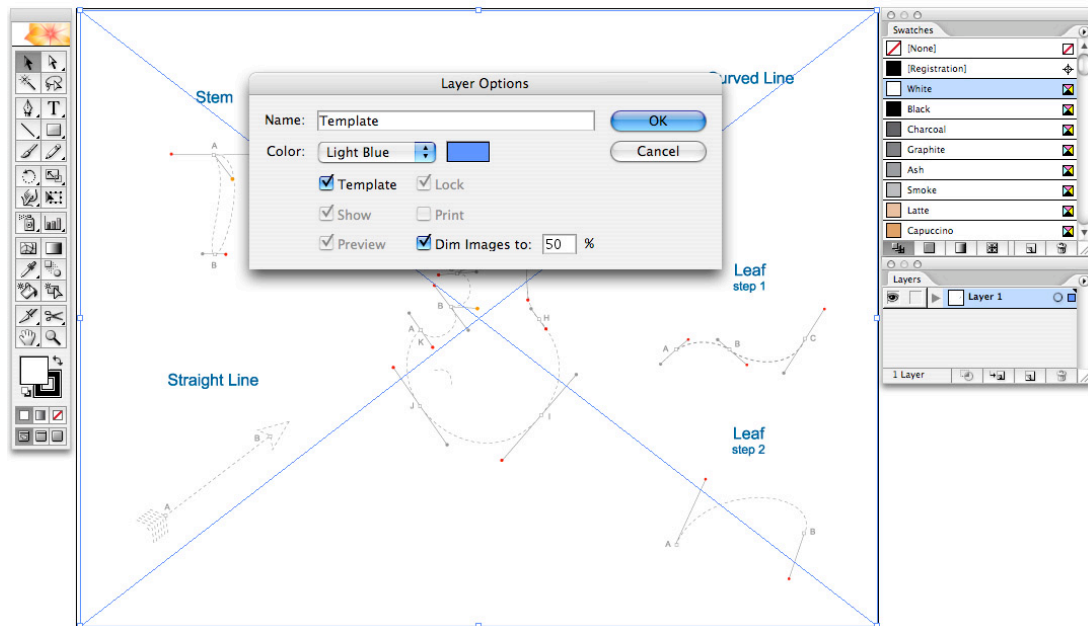 Stem
Curved Line
Layer Options
Name: Template
OK
Color: Light Blue
Cancel
Template
Lock
Show
Print
Preview
Dim Images to: 50 %
A
B
B
A
K
H
J
I
Straight Line
B
A
Leaf
step 1
A
B
C
Leaf
step 2
A
B
T
Swatches
[None]
[Registration]
White
Black
Charcoal
Graphite
Ash
Smoke
Latte
Capuccino
Layers
Layer 1
1 Layer